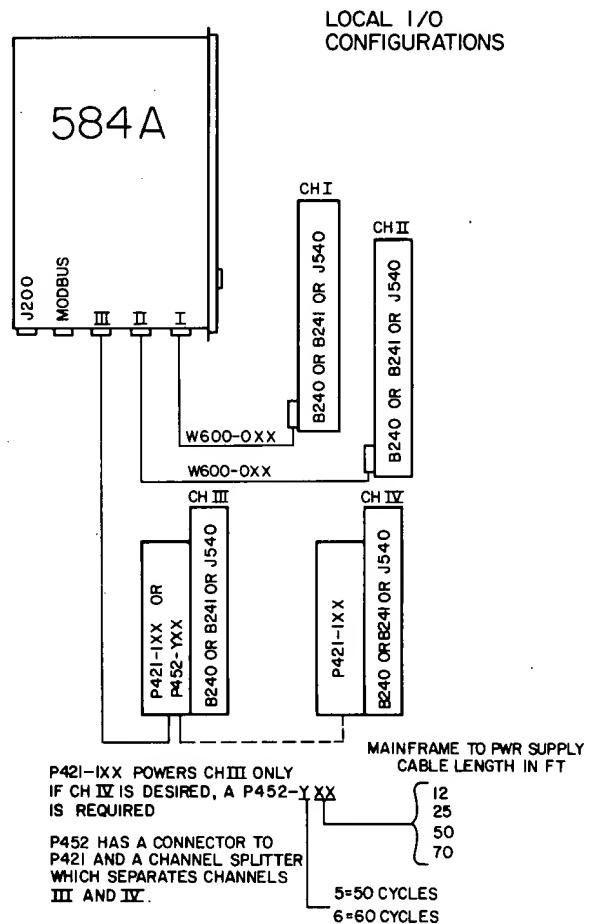 LOCAL I/O
CONFIGURATIONS
584A
J200
MODBUS
III
II
I
CH I
B240 OR B241 OR J540
CH II
B240 OR B241 OR J540
W600-0XX
W600-0XX
CH III
P421-1XX OR
P452-YXX
B240 OR B241 OR J540
CH IV
P421-1XX
B240 OR B241 OR J540
P421-1XX POWERS CH III ONLY
IF CH IV IS DESIRED, A P452-Y XX
IS REQUIRED
P452 HAS A CONNECTOR TO
P421 AND A CHANNEL SPLITTER
WHICH SEPARATES CHANNELS
III AND IV.
MAINFRAME TO PWR SUPPLY
CABLE LENGTH IN FT
12
25
50
70
5=50 CYCLES
6=60 CYCLES